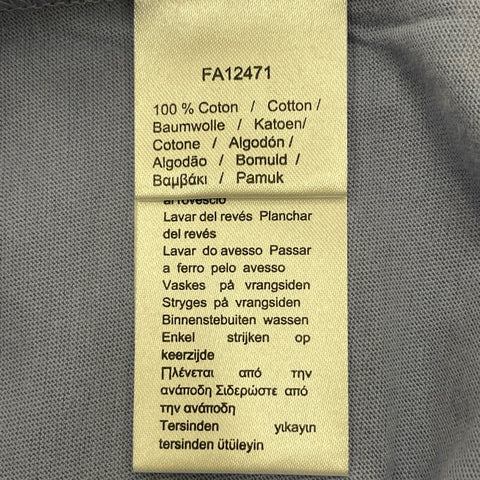 FA12471
100 % Coton / Cotton /
Baumwolle / Katoen/
Cotone / Algodón /
Algodão / Bomuld /
Βαμβάκι / Pamuk
al rovescio
Lavar del revés Planchar
del revés
Lavar do avesso Passar
a ferro pelo avesso
Vaskes på vrangsiden
Stryges på vrangsiden
Binnenstebuiten wassen
Enkel strijken op
keerzijde
Πλένεται από την
ανάποδη Σιδερώστε από
την ανάποδη
Tersinden yıkayın
tersinden ütüleyin